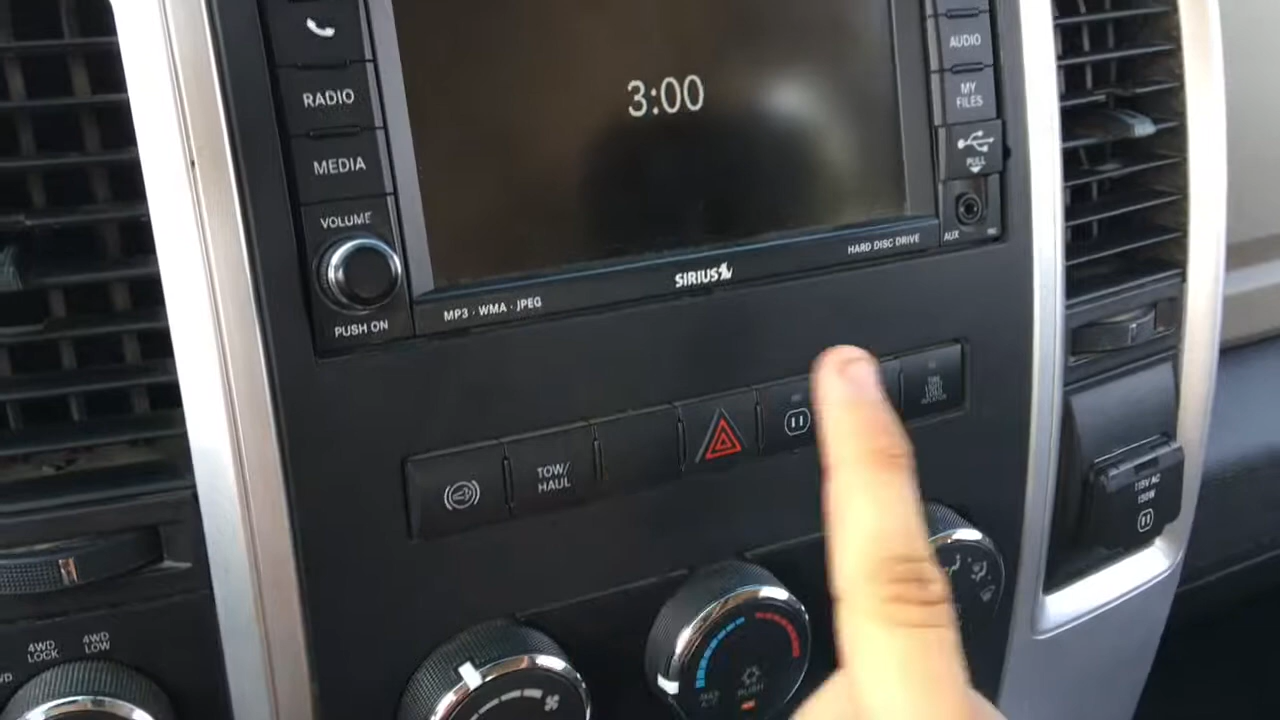 RADIO
MEDIA
VOLUME
PUSH ON
3:00
AUDIO
MY
FILES
PULL
AUX
HARD DISC DRIVE
SIRIUS
MP3 · WMA · JPEG
TOW/
HAUL
115V AC
150W
4WD
LOCK
4WD
LOW
PUSH